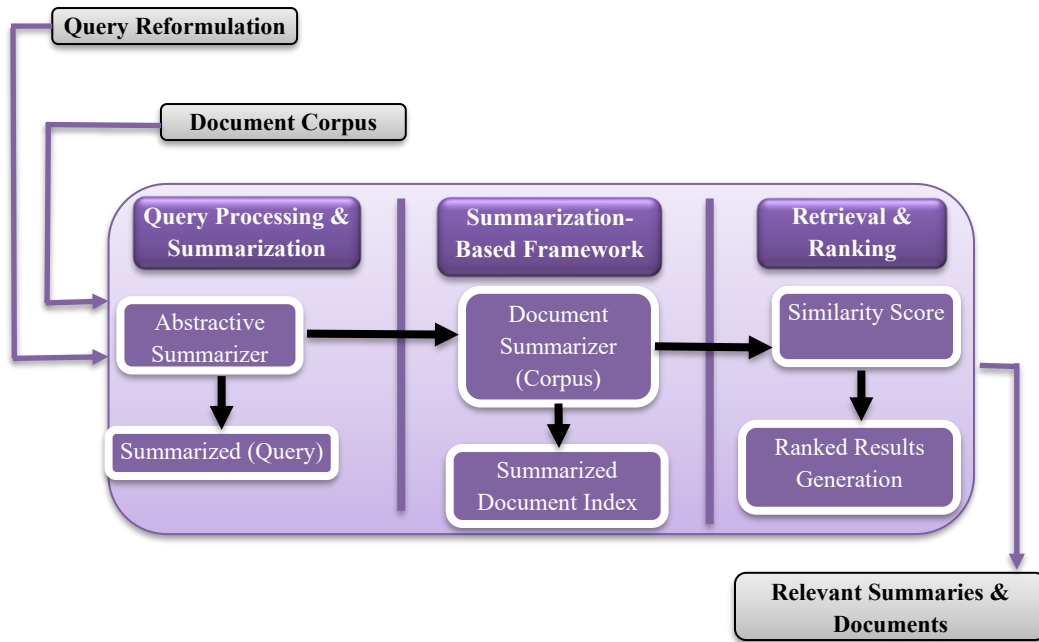 Query Reformulation
Document Corpus
Query Processing &
Summarization
Summarization-
Based Framework
Retrieval &
Ranking
Abstractive
Summarizer
Document
Summarizer
(Corpus)
Similarity Score
Summarized (Query)
Summarized
Document Index
Ranked Results
Generation
Relevant Summaries &
Documents